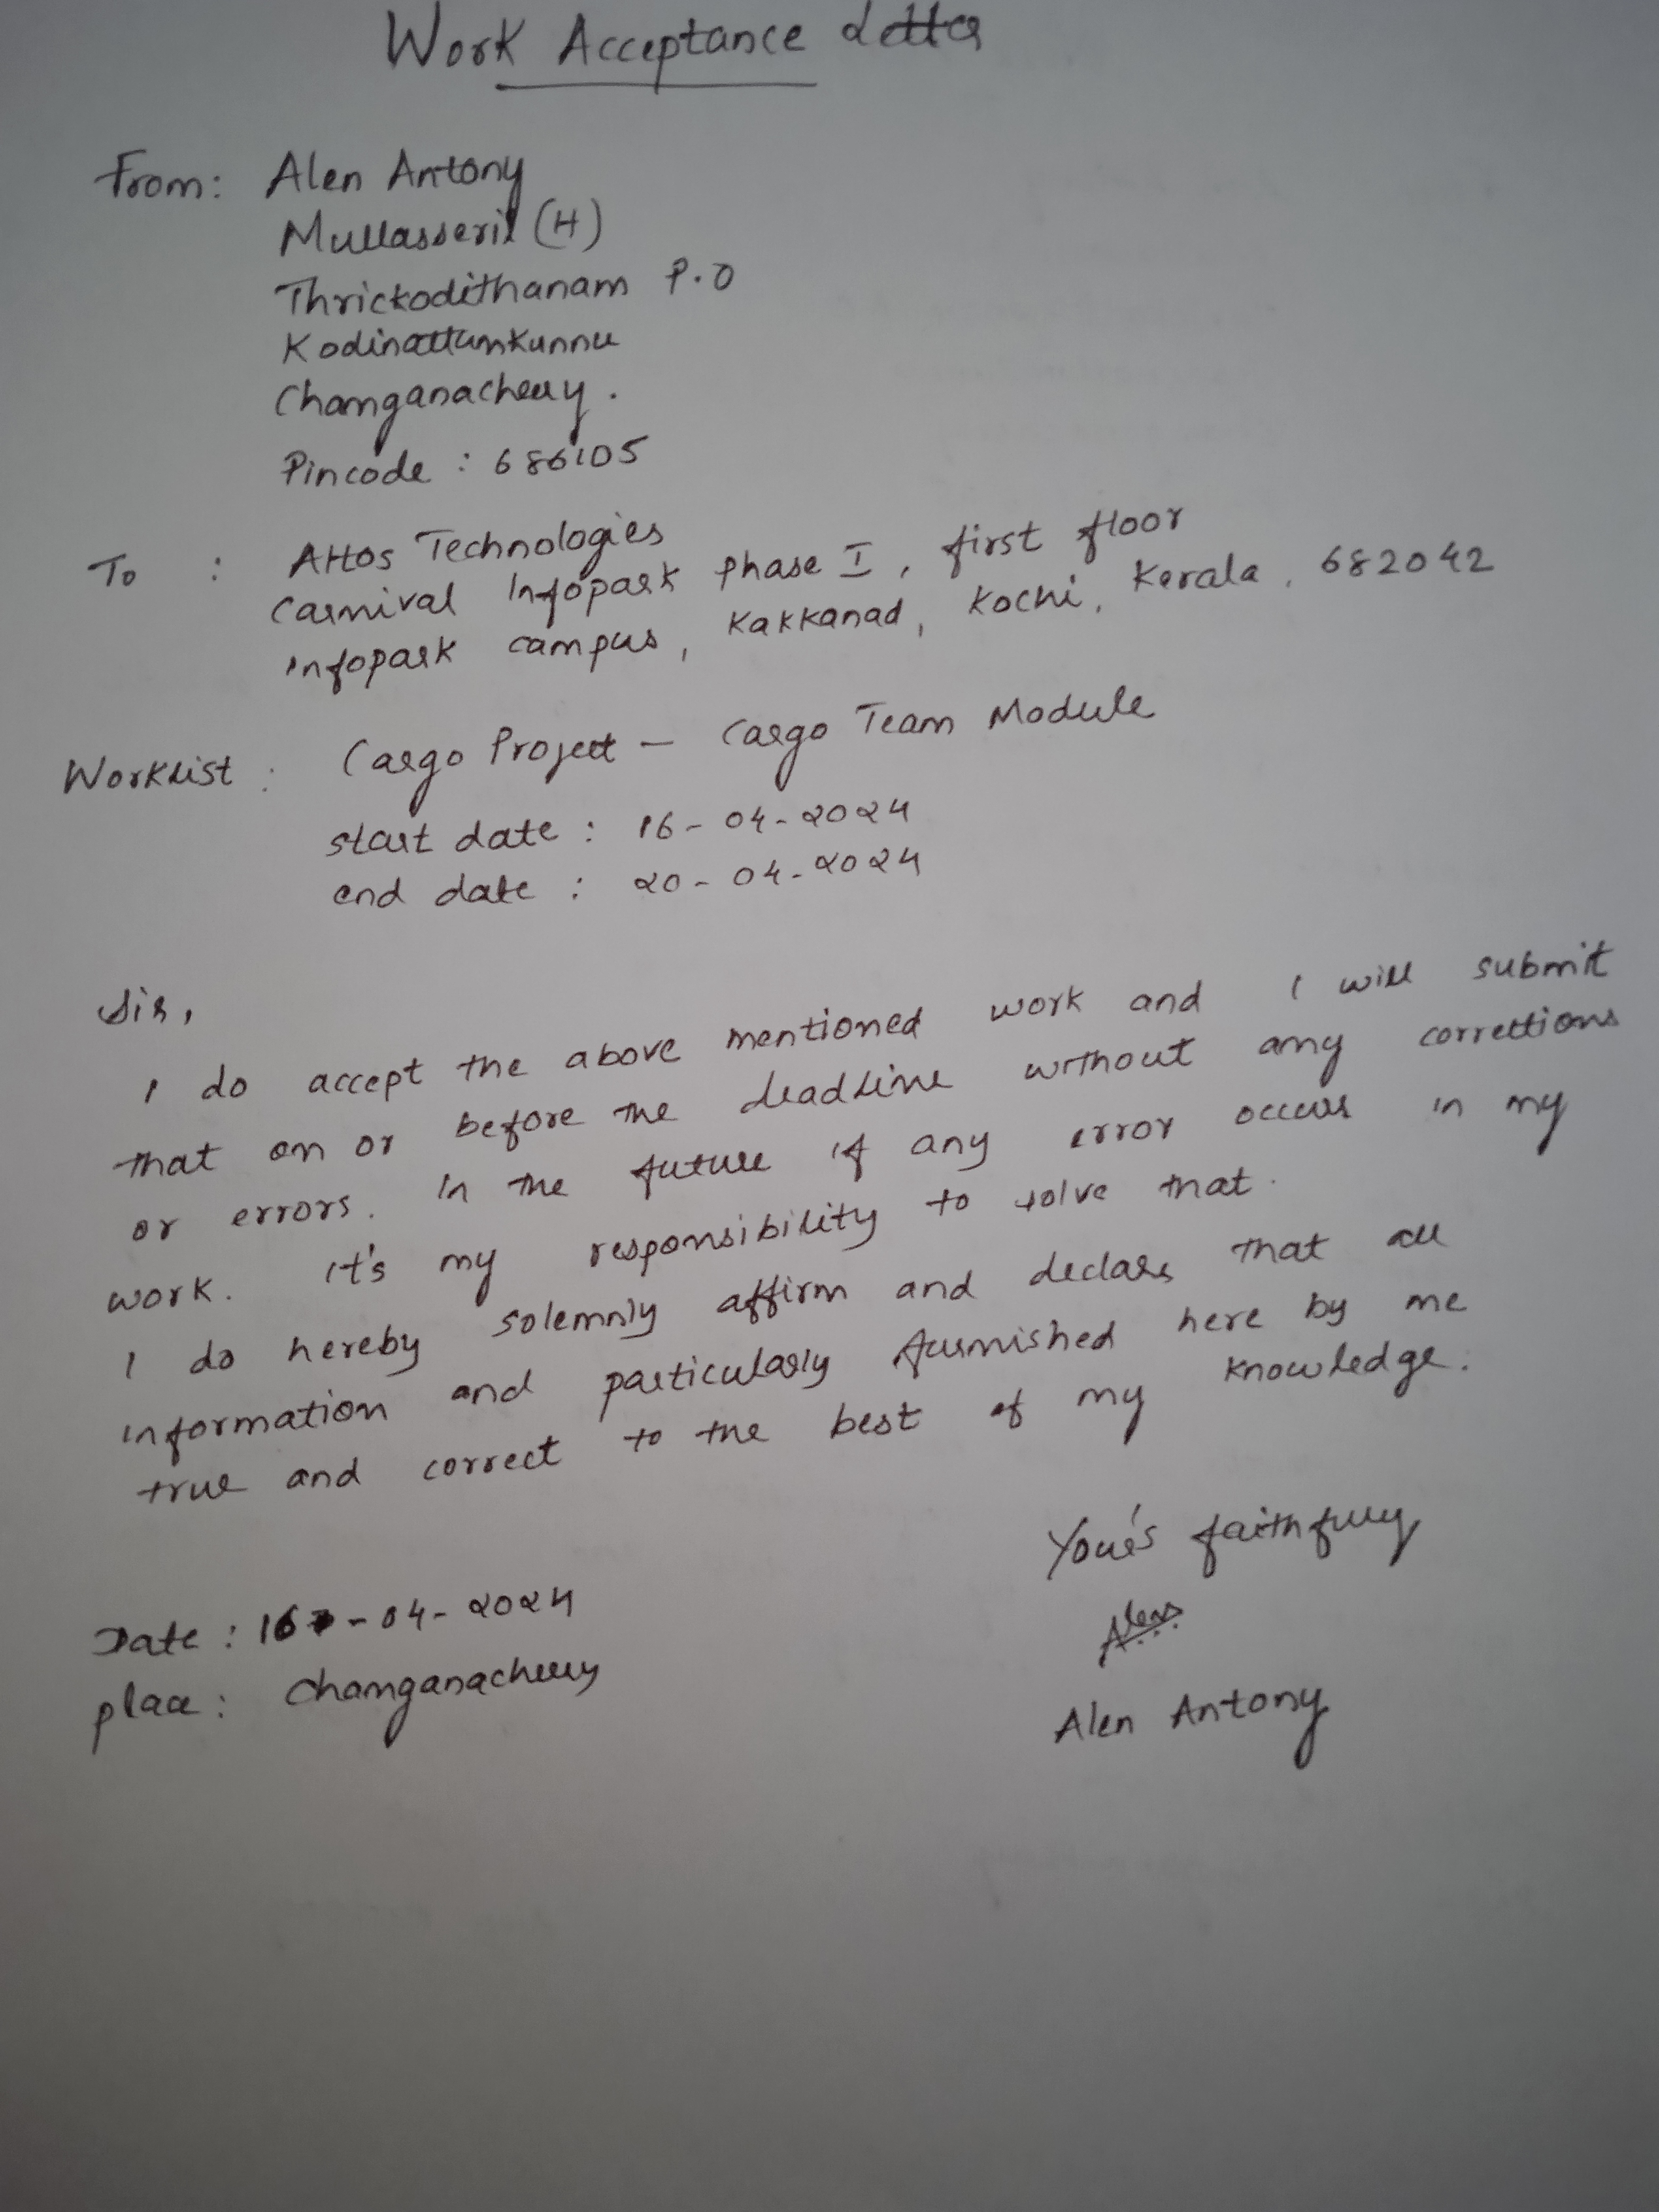 Work Acceptance Letter
From: Alen Antony
Mullasseril (H)
Thrickodithanam P.O
Kodinattumkunnu
Changanacherry.
Pincode : 686105
To : Attos Technologies
Carnival Infopark phase I, first floor
infopark campus, Kakkanad, Kochi, Kerala, 682042
Worklist : Cargo Project - Cargo Team Module
start date : 16-04-2024
end date : 20-04-2024
Sir,
I do accept the above mentioned work and I will submit
that on or before the deadline without any corrections
or errors. In the future if any error occurs in my
work. It's my responsibility to solve that.
I do hereby solemnly affirm and declare that all
information and particularly furnished here by me
true and correct to the best of my knowledge.
Your's faithfully
Alen
Alen Antony
Date : 16-04-2024
place : Changanacherry